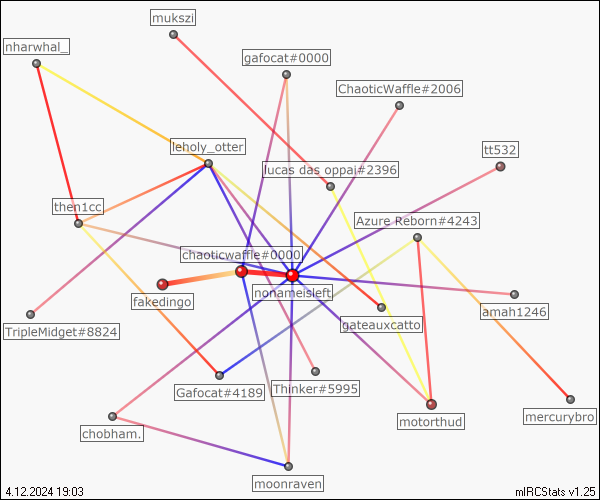 mukszi
nharwhal_
gafocat#0000
ChaoticWaffle#2006
leholy_otter
tt532
lucas das oppai#2396
then1cc
Azure Reborn#4243
chaoticwaffle#0000
nonameisleft
fakedingo
amah1246
TripleMidget#8824
gateauxcatto
Gafocat#4189
Thinker#5995
motorthud
mercurybro
chobham.
moonraven
4.12.2024 19:03
mIRCStats v1.25